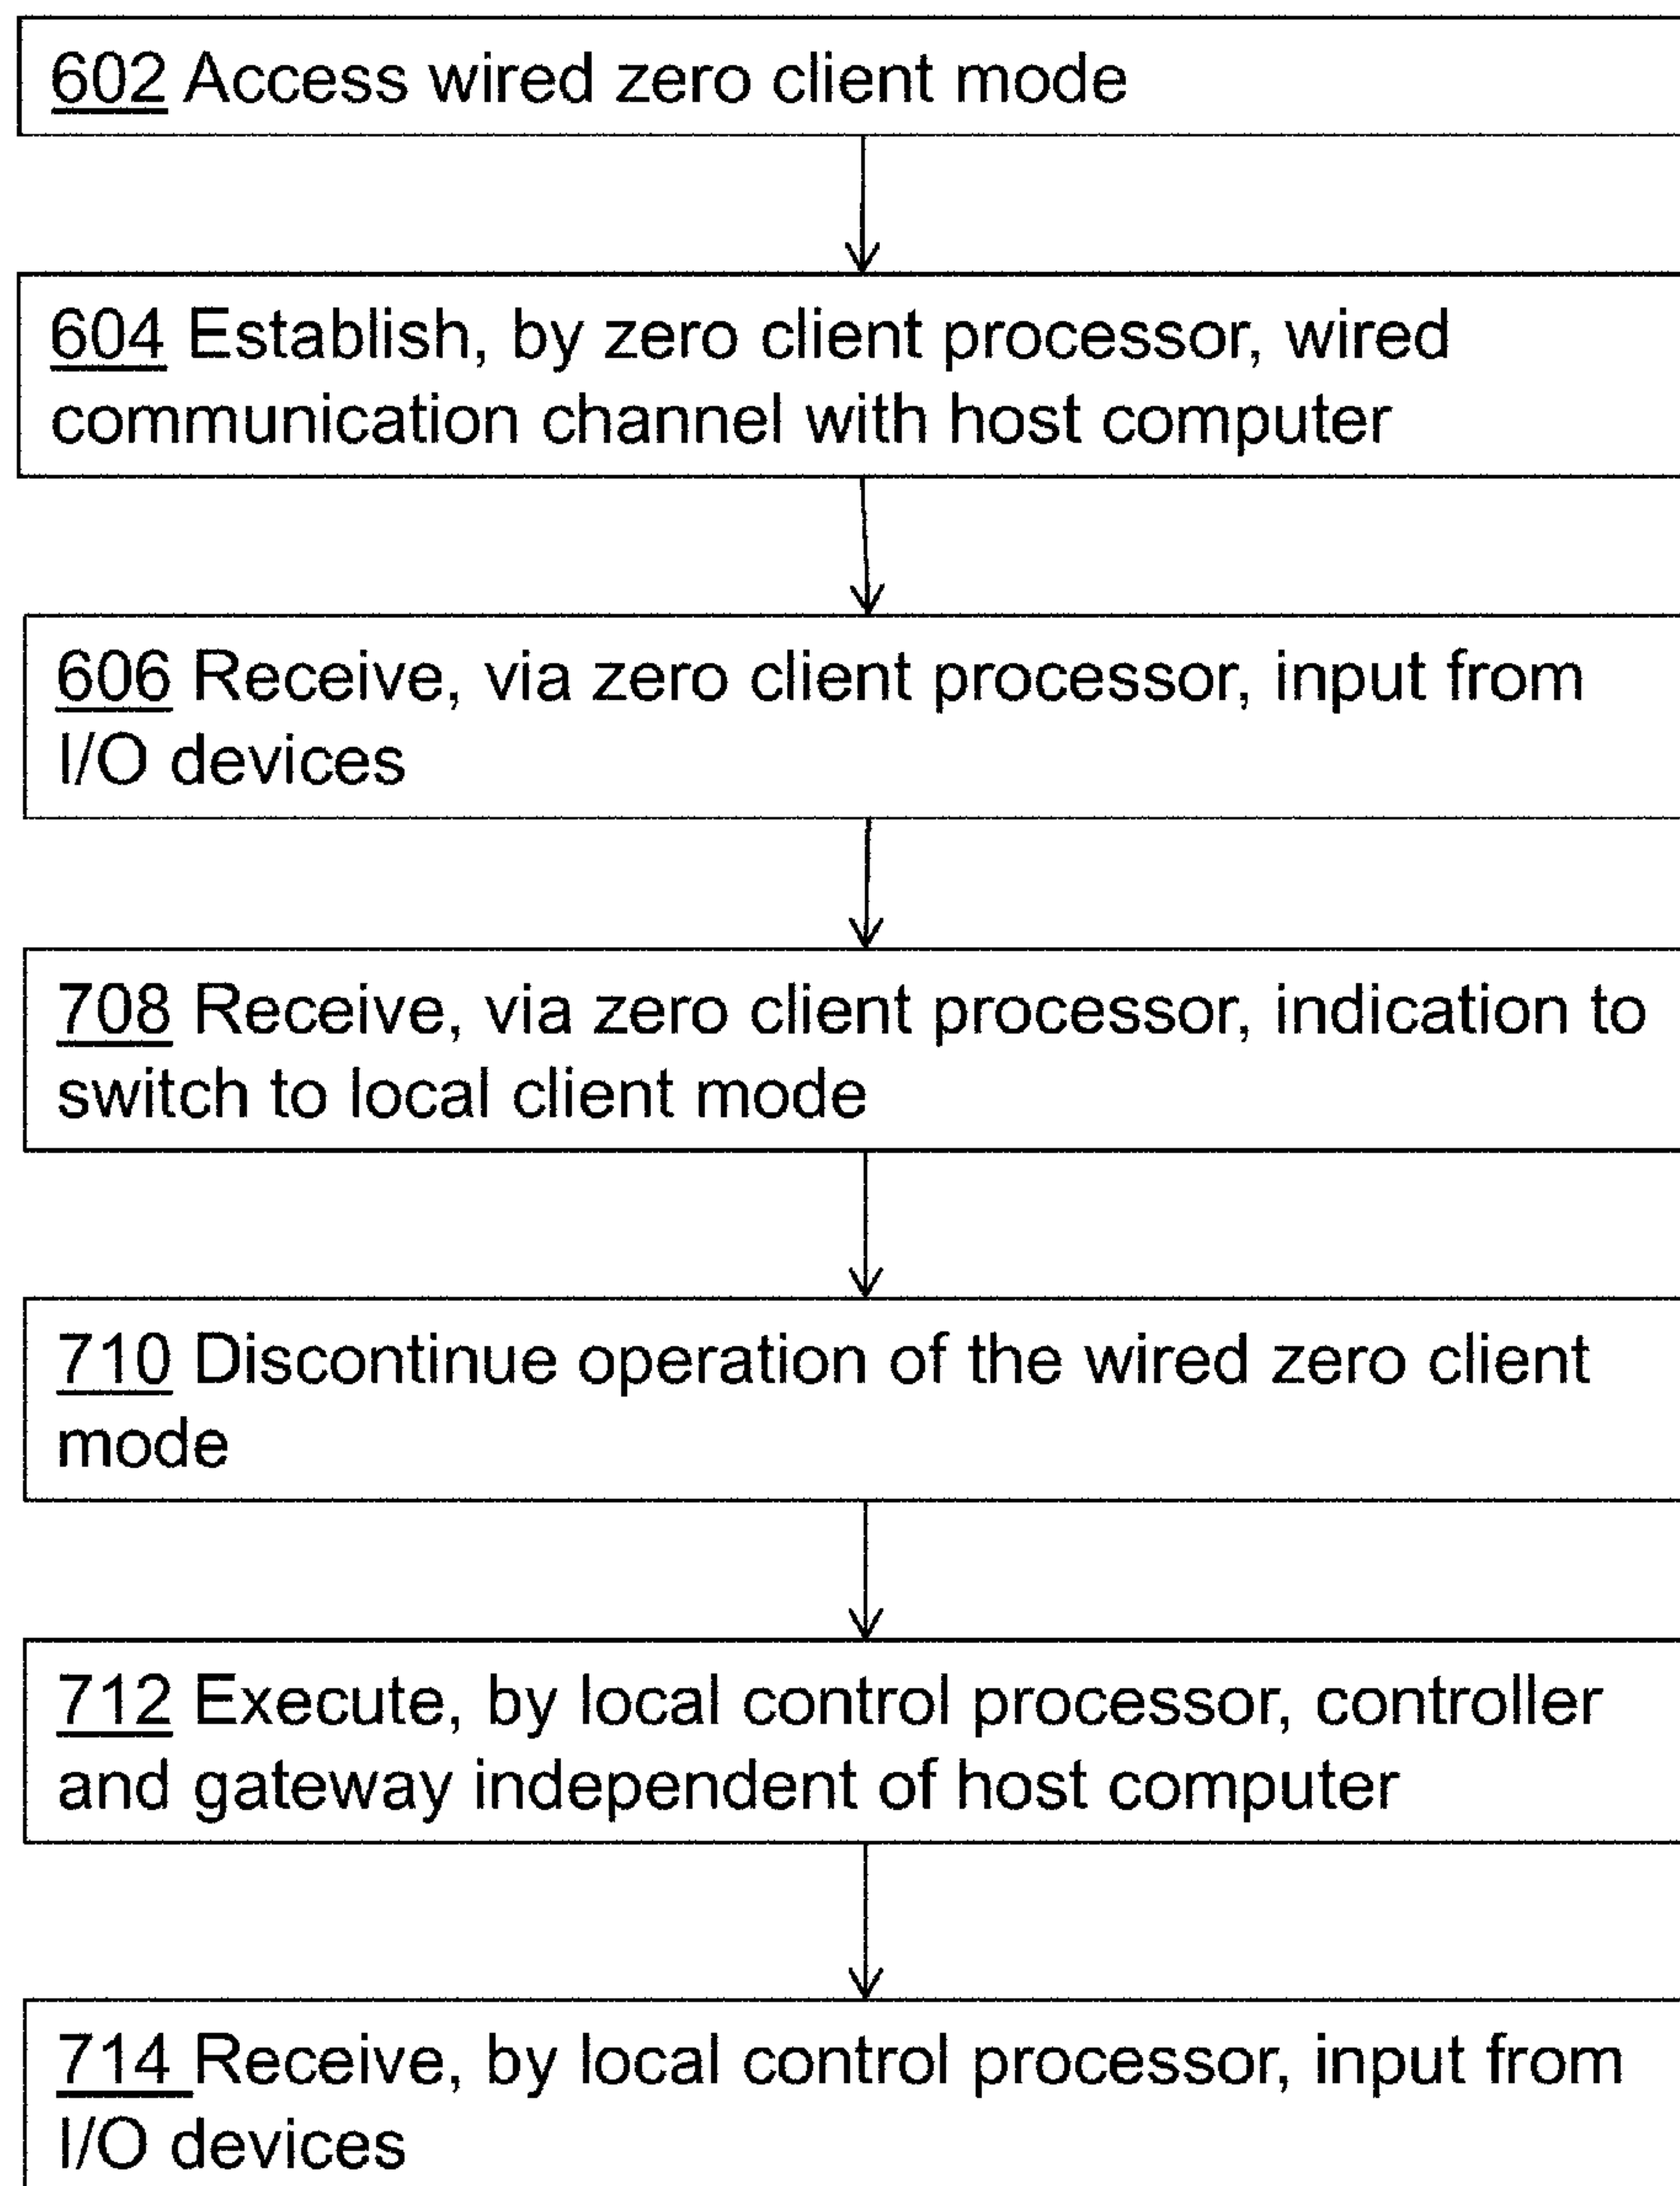 602 Access wired zero client mode
604 Establish, by zero client processor, wired
communication channel with host computer
606 Receive, via zero client processor, input from
I/O devices
708 Receive, via zero client processor, indication to
switch to local client mode
710 Discontinue operation of the wired zero client
mode
712 Execute, by local control processor, controller
and gateway independent of host computer
714 Receive, by local control processor, input from
I/O devices